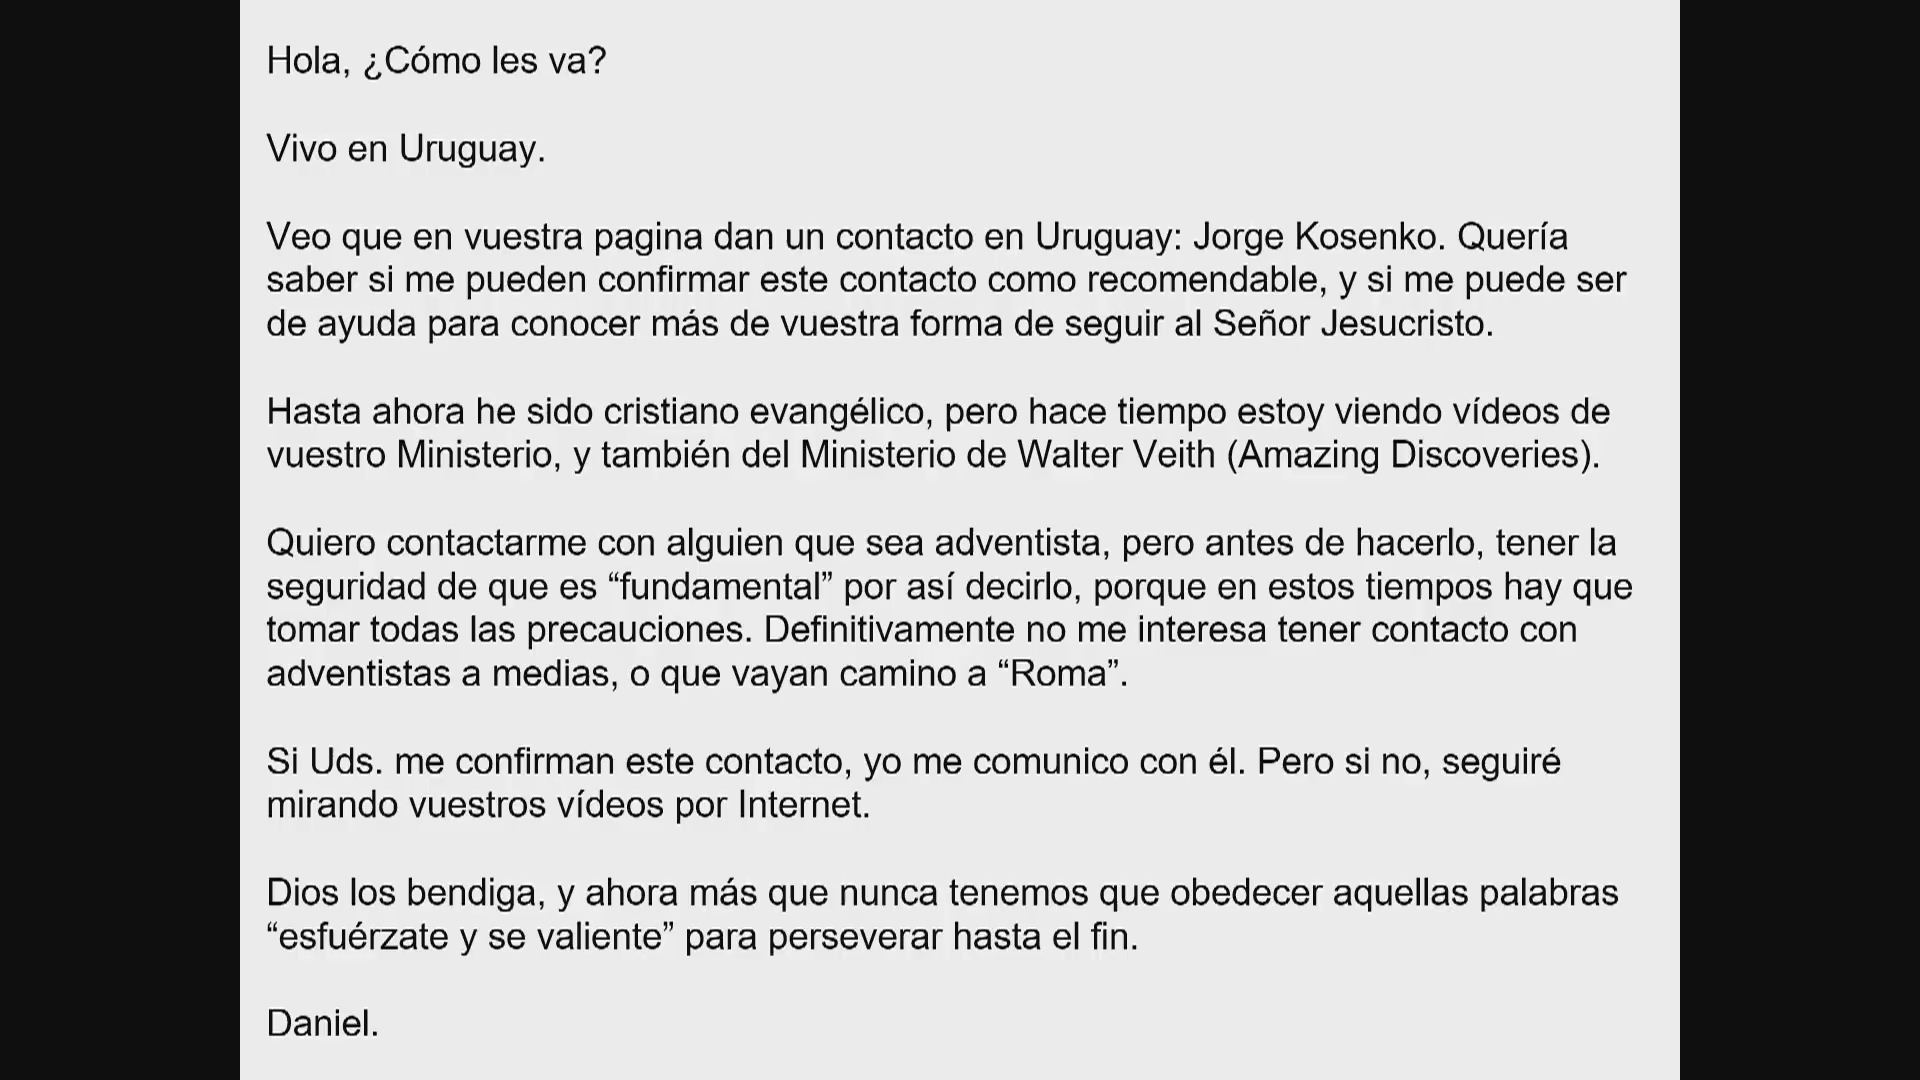 Hola, ¿Cómo les va?
Vivo en Uruguay.
Veo que en vuestra pagina dan un contacto en Uruguay: Jorge Kosenko. Quería
saber si me pueden confirmar este contacto como recomendable, y si me puede ser
de ayuda para conocer más de vuestra forma de seguir al Señor Jesucristo.
Hasta ahora he sido cristiano evangélico, pero hace tiempo estoy viendo vídeos de
vuestro Ministerio, y también del Ministerio de Walter Veith (Amazing Discoveries).
Quiero contactarme con alguien que sea adventista, pero antes de hacerlo, tener la
seguridad de que es “fundamental” por así decirlo, porque en estos tiempos hay que
tomar todas las precauciones. Definitivamente no me interesa tener contacto con
adventistas a medias, o que vayan camino a “Roma”.
Si Uds. me confirman este contacto, yo me comunico con él. Pero si no, seguiré
mirando vuestros vídeos por Internet.
Dios los bendiga, y ahora más que nunca tenemos que obedecer aquellas palabras
“esfuérzate y se valiente” para perseverar hasta el fin.
Daniel.